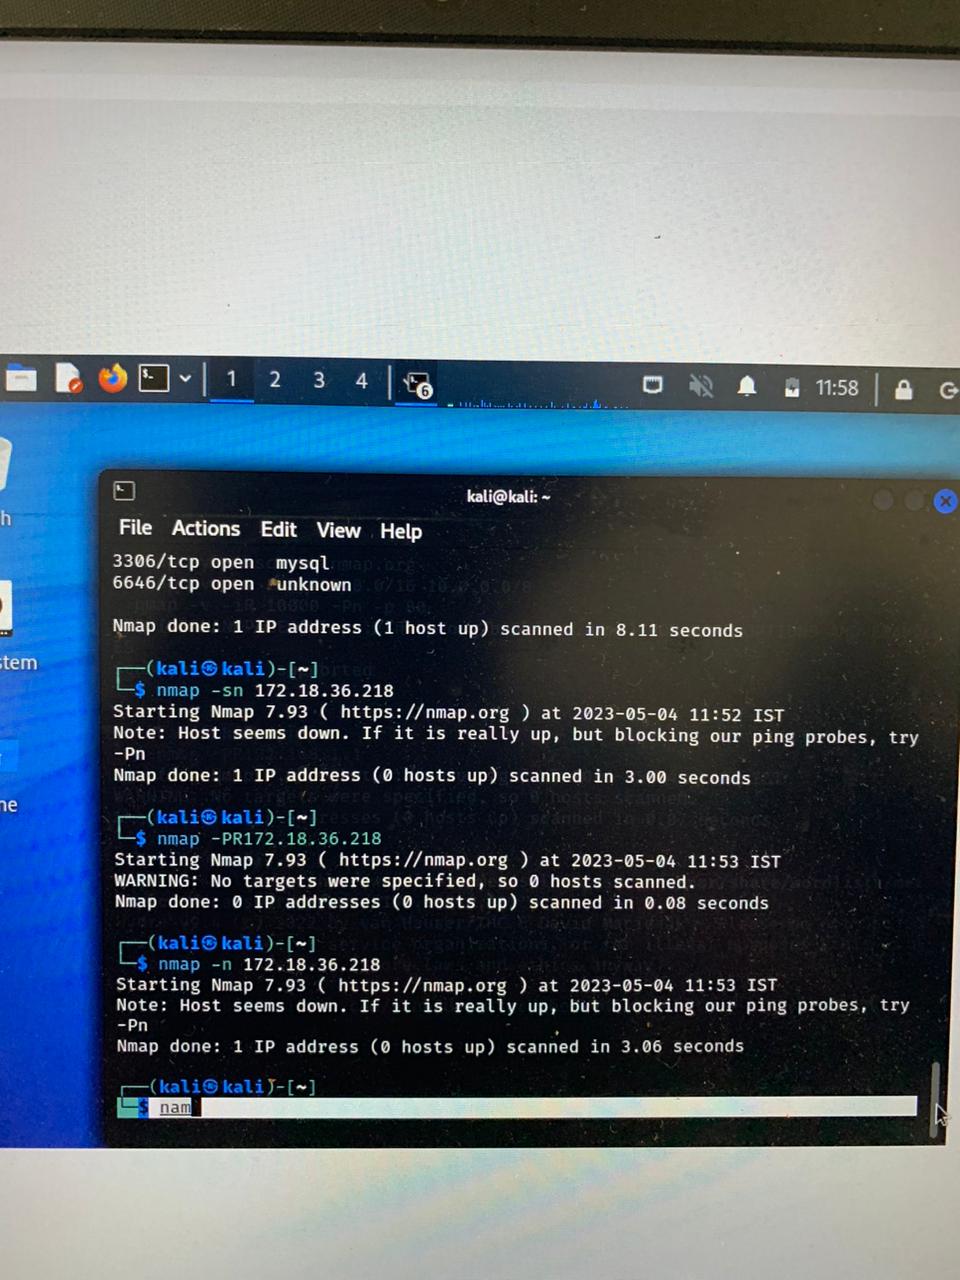 1 2 3 4 6 11:58
kali@kali: ~
File Actions Edit View Help
3306/tcp open mysql
6646/tcp open unknown
Nmap done: 1 IP address (1 host up) scanned in 8.11 seconds
(kali㉿kali)-[~]
$ nmap -sn 172.18.36.218
Starting Nmap 7.93 ( https://nmap.org ) at 2023-05-04 11:52 IST
Note: Host seems down. If it is really up, but blocking our ping probes, try
-Pn
Nmap done: 1 IP address (0 hosts up) scanned in 3.00 seconds
(kali㉿kali)-[~]
$ nmap -PR172.18.36.218
Starting Nmap 7.93 ( https://nmap.org ) at 2023-05-04 11:53 IST
WARNING: No targets were specified, so 0 hosts scanned.
Nmap done: 0 IP addresses (0 hosts up) scanned in 0.08 seconds
(kali㉿kali)-[~]
$ nmap -n 172.18.36.218
Starting Nmap 7.93 ( https://nmap.org ) at 2023-05-04 11:53 IST
Note: Host seems down. If it is really up, but blocking our ping probes, try
-Pn
Nmap done: 1 IP address (0 hosts up) scanned in 3.06 seconds
(kali㉿kali)-[~]
$ nam